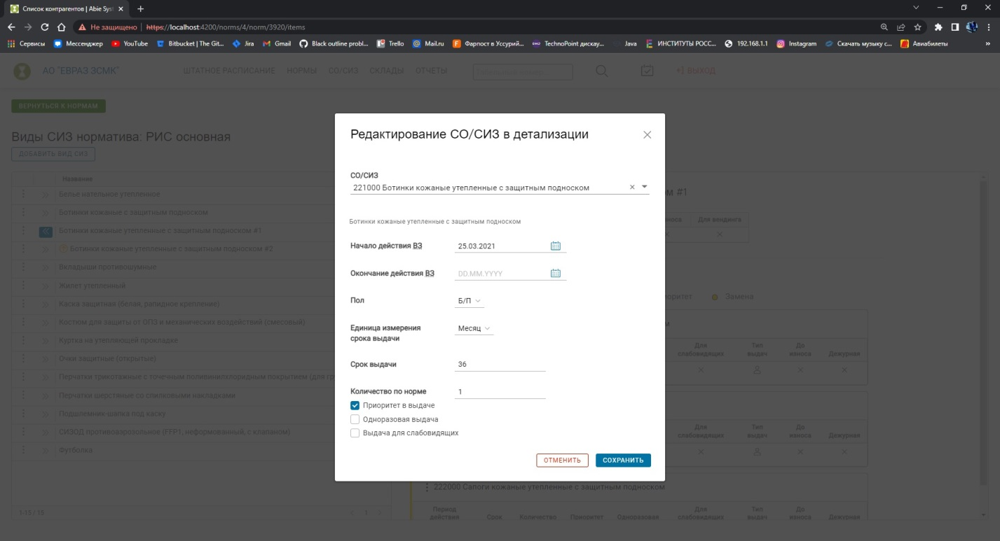 Список контрагентов | Abie Syst
Не защищено https://localhost:4200/norms/4/norm/3920/items
Сервисы Мессенджер YouTube Bitbucket | The Git... Jira Gmail Black outline probl... Trello Mail.ru Фарпост в Уссурий... TechnoPoint дискау... Java ИНСТИТУТЫ РОСС... 192.168.1.1 Instagram Скачать музыку с... Авиабилеты
АО "ЕВРАЗ ЗСМК" ШТАТНОЕ РАСПИСАНИЕ НОРМЫ СО/СИЗ СКЛАДЫ ОТЧЕТЫ ВЫХОД
ВЕРНУТЬСЯ К НОРМАМ
Виды СИЗ норматива: РИС основная
ДОБАВИТЬ ВИД СИЗ
Название
Белье нательное утепленное
Ботинки кожаные с защитным подноском
Ботинки кожаные утепленные с защитным подноском #1
Ботинки кожаные утепленные с защитным подноском #2
Вкладыши противошумные
Жилет утепленный
Каска защитная (белая, рапидное крепление)
Костюм для защиты от ОПЗ и механических воздействий (смесовый)
Куртка на утепляющей прокладке
Очки защитные (открытые)
Перчатки трикотажные с точечным поливинилхлоридным покрытием (для гр
Перчатки шерстяные со спилковыми накладками
Подшлемник-шапка под каску
СИЗОД противоаэрозольное (FFP1, неформованный, с клапаном)
Футболка
1-15 / 15 1
Редактирование СО/СИЗ в детализации
СО/СИЗ
221000 Ботинки кожаные утепленные с защитным подноском
Ботинки кожаные утепленные с защитным подноском
Начало действия ВЗ 25.03.2021
Окончание действия ВЗ DD.MM.YYYY
Пол Б/П
Единица измерения
срока выдачи
Месяц
Срок выдачи 36
Количество по норме 1
Приоритет в выдаче
Одноразовая выдача
Выдача для слабовидящих
ОТМЕНИТЬ СОХРАНИТЬ
ом #1
носа Для вендинга
оритет Замена
ом
Для слабовидящих Тип выдач До износа Дежурная
Для слабовидящих Тип выдач До износа Дежурная
222000 Сапоги кожаные утепленные с защитным подноском
Период действия Срок Количество Приоритет Одноразовая Для слабовидящих Тип выдач До износа Дежурная